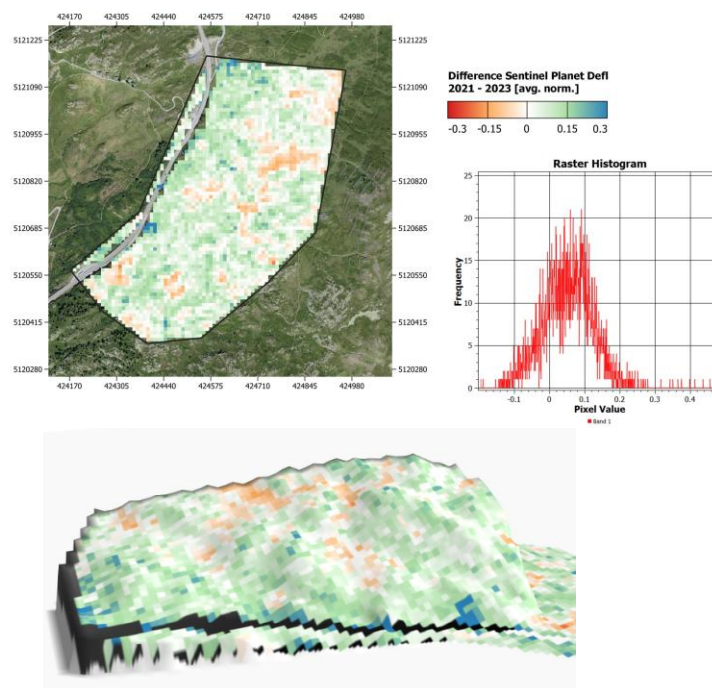 424170 424305 424440 424575 424710 424845 424980
5121225 5121225
5121090 5121090
5120955 5120955
5120820 5120820
5120685 5120685
5120550 5120550
5120415 5120415
5120280 5120280
424170 424305 424440 424575 424710 424845 424980
Difference Sentinel Planet Defl
2021 - 2023 [avg. norm.]
-0.3 -0.15 0 0.15 0.3
Raster Histogram
25
20
15
10
5
0
Frequency
-0.1 0 0.1 0.2 0.3 0.4
Pixel Value
Band 1